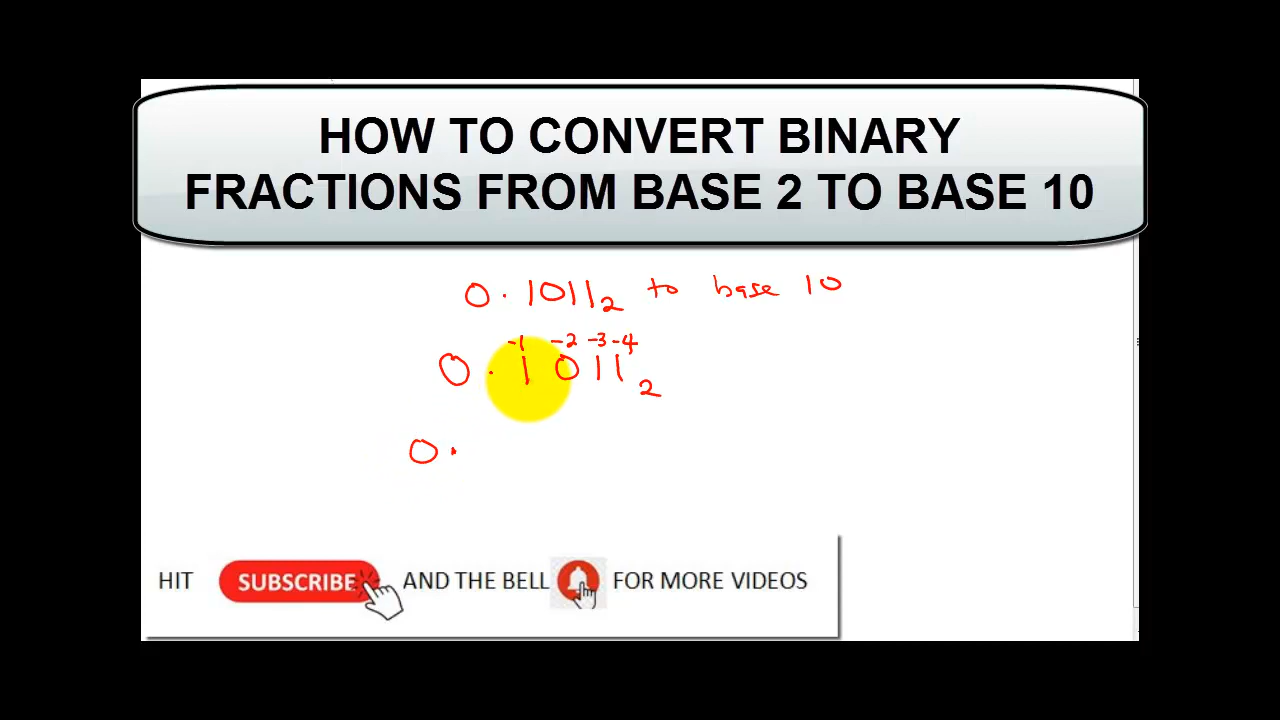 HOW TO CONVERT BINARY
FRACTIONS FROM BASE 2 TO BASE 10
0.1011₂ to base 10
-1 -2 -3 -4
0.1011₂
0.
HIT SUBSCRIBE AND THE BELL FOR MORE VIDEOS